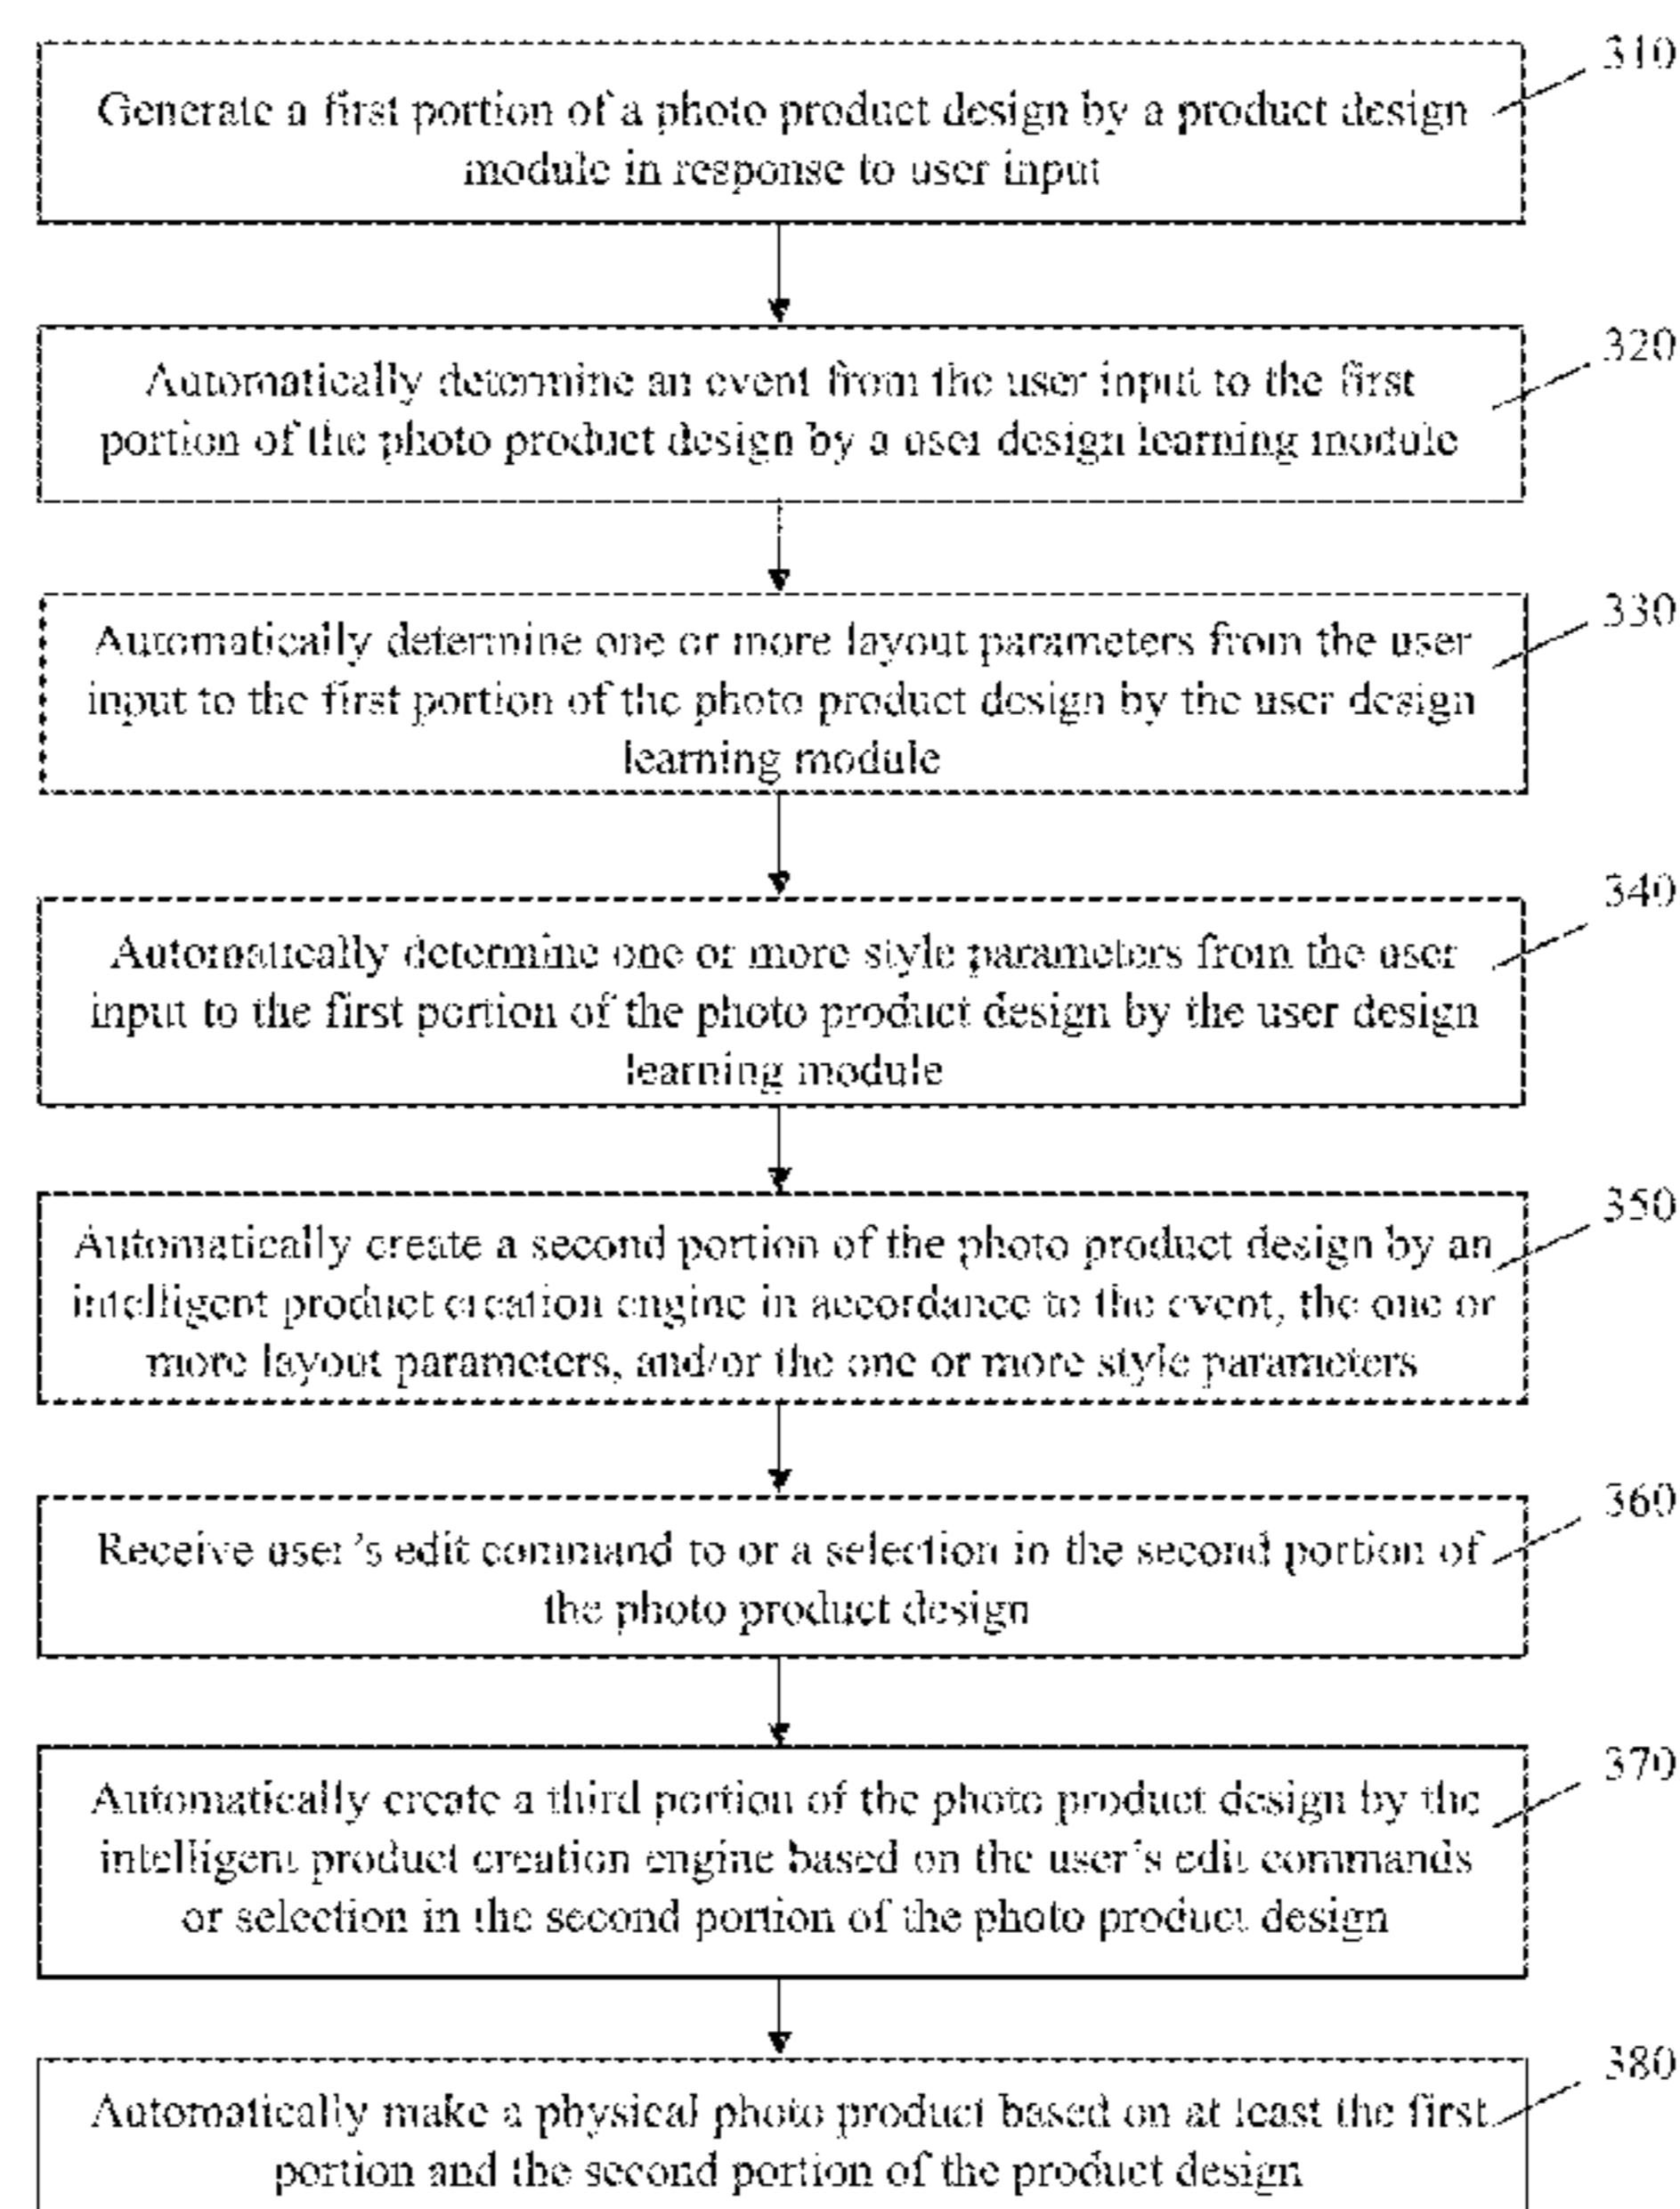 310
Generate a first portion of a photo product design by a product design
module in response to user input
320
Automatically determine an event from the user input to the first
portion of the photo product design by a user design learning module
330
Automatically determine one or more layout parameters from the user
input to the first portion of the photo product design by the user design
learning module
340
Automatically determine one or more style parameters from the user
input to the first portion of the photo product design by the user design
learning module
350
Automatically create a second portion of the photo product design by an
intelligent product creation engine in accordance to the event, the one or
more layout parameters, and/or the one or more style parameters
360
Receive user's edit command to or a selection in the second portion of
the photo product design
370
Automatically create a third portion of the photo product design by the
intelligent product creation engine based on the user's edit commands
or selection in the second portion of the photo product design
380
Automatically make a physical photo product based on at least the first
portion and the second portion of the product design